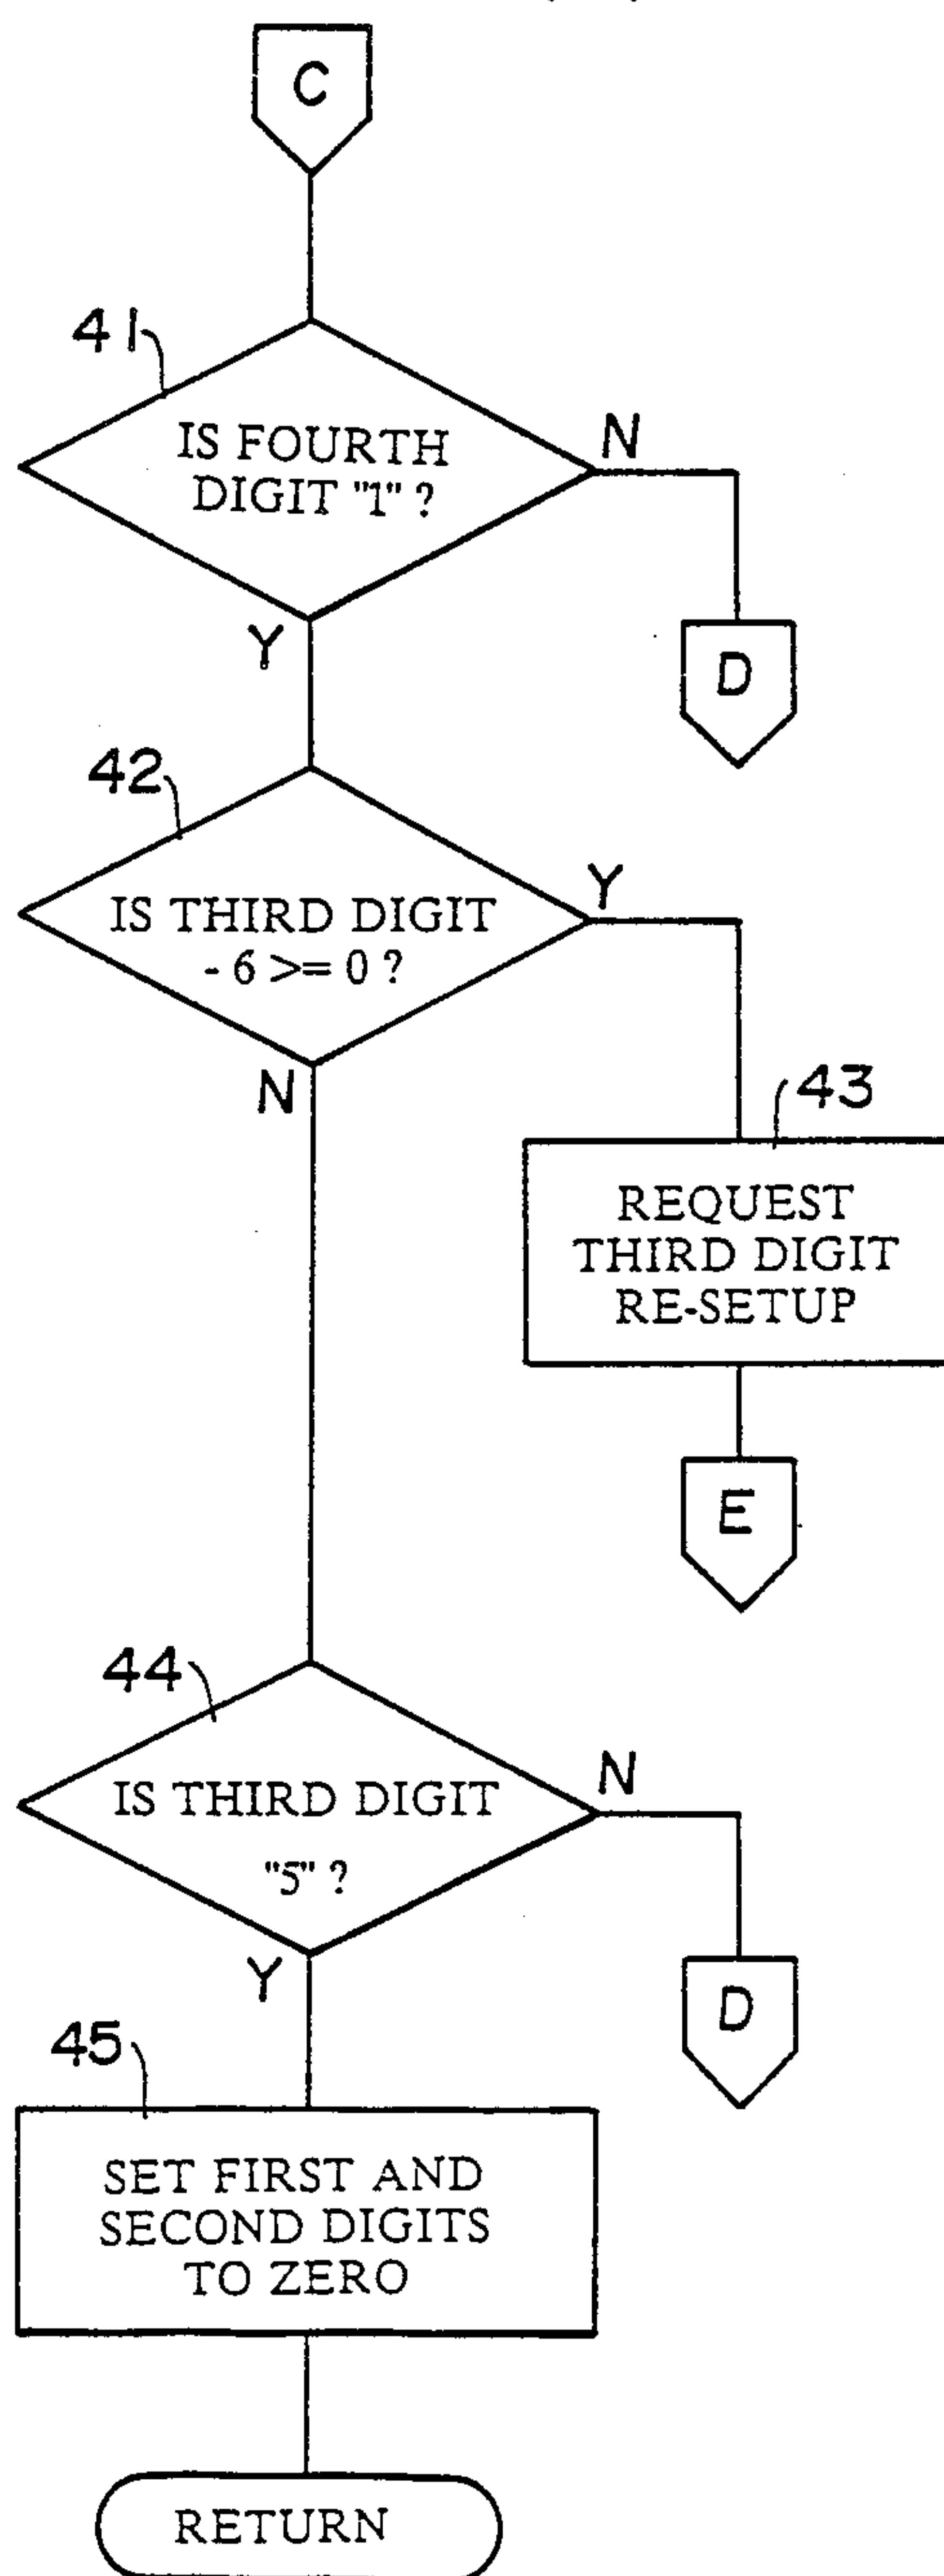 C
41
IS FOURTH
DIGIT "1" ?
N
Y
D
42
IS THIRD DIGIT
- 6 >= 0 ?
Y
N
43
REQUEST
THIRD DIGIT
RE-SETUP
E
44
IS THIRD DIGIT
"5" ?
N
Y
D
45
SET FIRST AND
SECOND DIGITS
TO ZERO
RETURN